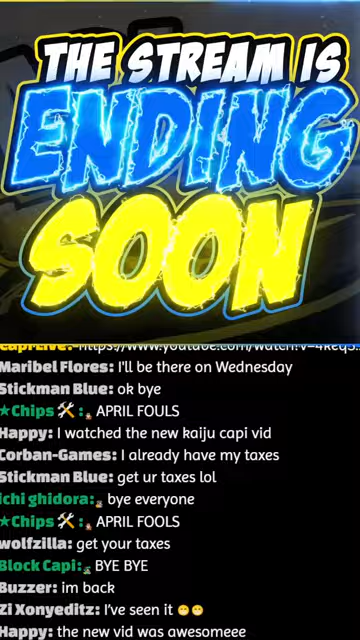 THE STREAM IS
ENDING
SOON
Maribel Flores: I'll be there on Wednesday
Stickman Blue: ok bye
★Chips 🛠: APRIL FOULS
Happy: I watched the new kaiju capi vid
Corban-Games: I already have my taxes
Stickman Blue: get ur taxes lol
ichi ghidora: bye everyone
★Chips 🛠: APRIL FOOLS
wolfzilla: get your taxes
Block Capi: BYE BYE
Buzzer: im back
Zi Xonyeditz: I've seen it 😁😁
Happy: the new vid was awesomeee